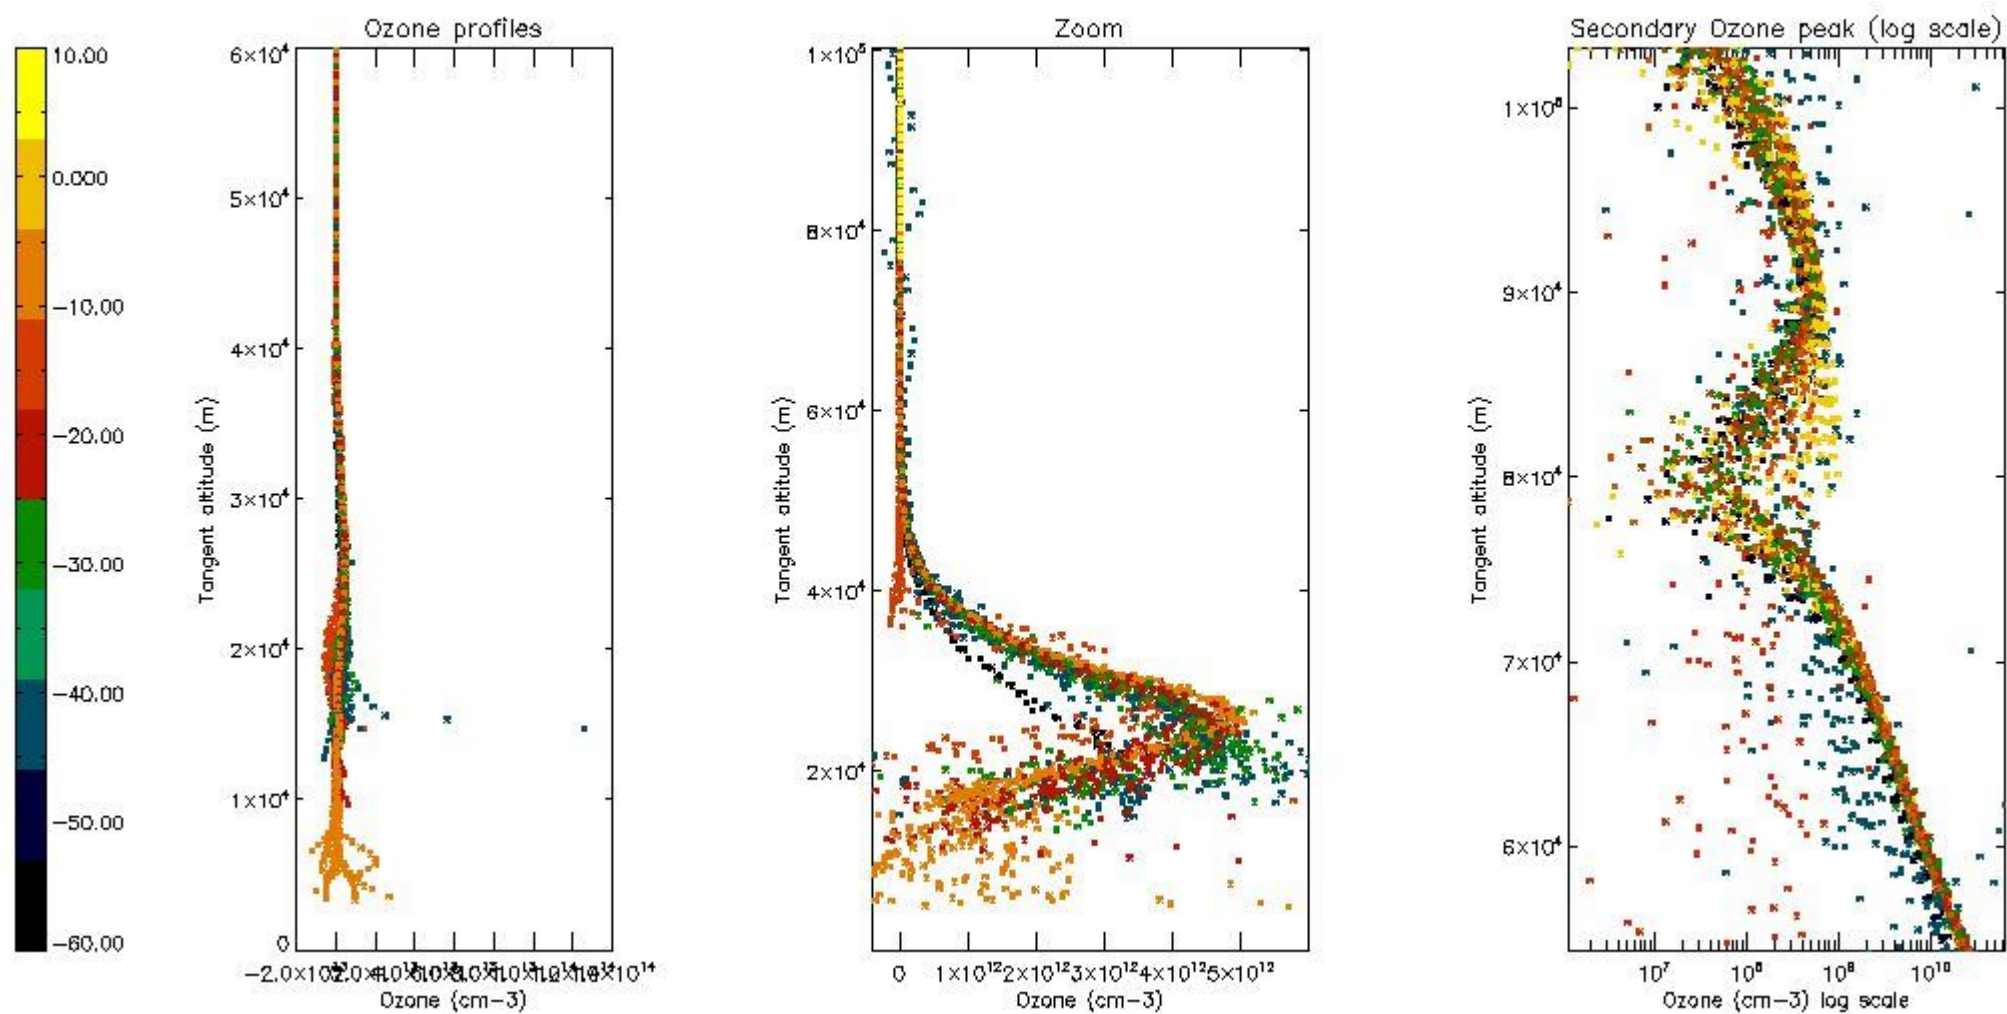 Ozone profiles
Zoom
Secondary Ozone peak (log scale)
10.00
0.000
−10.00
−20.00
−30.00
−40.00
−50.00
−60.00
6×10⁴
5×10⁴
4×10⁴
3×10⁴
2×10⁴
1×10⁴
0
Tangent altitude (m)
Ozone (cm−3)
1×10⁵
8×10⁴
6×10⁴
4×10⁴
2×10⁴
Tangent altitude (m)
0 1×10¹² 2×10¹² 3×10¹² 4×10¹² 5×10¹²
Ozone (cm−3)
1×10⁵
9×10⁴
8×10⁴
7×10⁴
6×10⁴
Tangent altitude (m)
10⁷ 10⁸ 10⁹ 10¹⁰
Ozone (cm−3) log scale